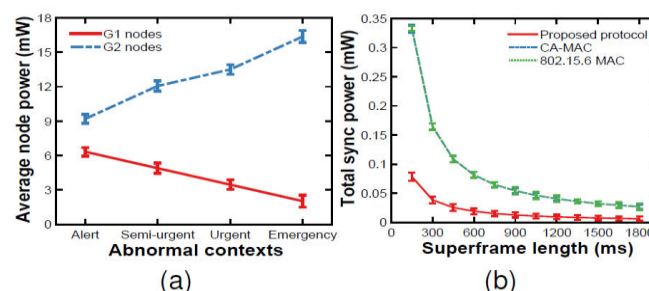 Average node power (mW)
18
15
12
9
6
3
0
G1 nodes
G2 nodes
Alert Semi-urgent Urgent Emergency
Abnormal contexts
(a)
Total sync power (mW)
0.35
0.3
0.25
0.2
0.15
0.1
0.05
0
Proposed protocol
CA-MAC
802.15.6 MAC
0 300 600 900 1200 1500 1800
Superframe length (ms)
(b)